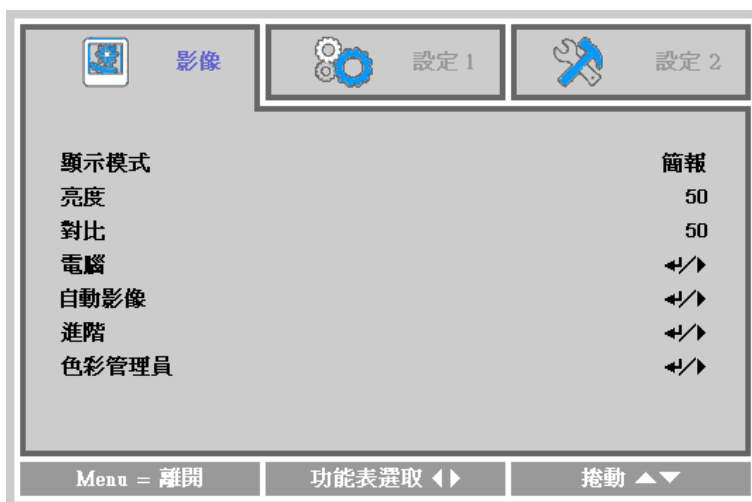 影像 設定 1 設定 2
顯示模式 簡報
亮度 50
對比 50
電腦 ↵/▶
自動影像 ↵/▶
進階 ↵/▶
色彩管理員 ↵/▶
Menu = 離開 功能表選取 ◀▶ 捲動 ▲▼